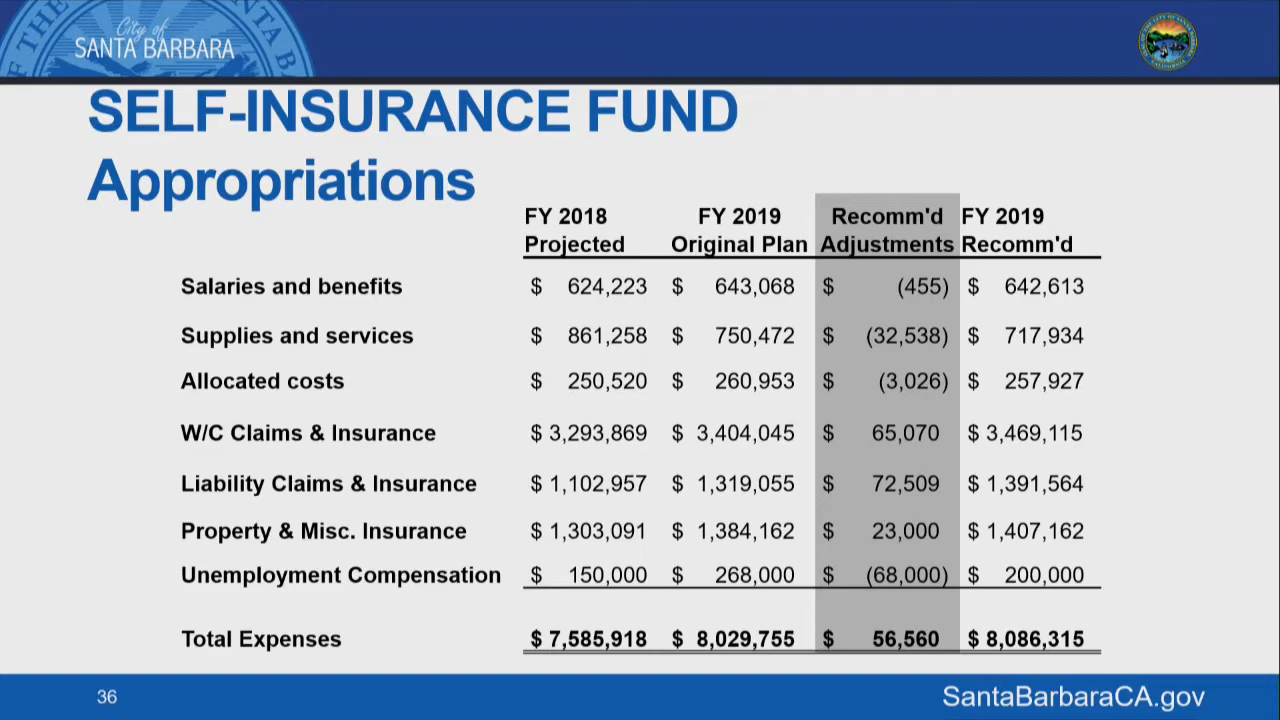 City of
SANTA BARBARA
SELF-INSURANCE FUND
Appropriations
FY 2018 FY 2019 Recomm'd FY 2019
Projected Original Plan Adjustments Recomm'd
Salaries and benefits $ 624,223 $ 643,068 $ (455) $ 642,613
Supplies and services $ 861,258 $ 750,472 $ (32,538) $ 717,934
Allocated costs $ 250,520 $ 260,953 $ (3,026) $ 257,927
W/C Claims & Insurance $ 3,293,869 $ 3,404,045 $ 65,070 $ 3,469,115
Liability Claims & Insurance $ 1,102,957 $ 1,319,055 $ 72,509 $ 1,391,564
Property & Misc. Insurance $ 1,303,091 $ 1,384,162 $ 23,000 $ 1,407,162
Unemployment Compensation $ 150,000 $ 268,000 $ (68,000) $ 200,000
Total Expenses $ 7,585,918 $ 8,029,755 $ 56,560 $ 8,086,315
36
SantaBarbaraCA.gov